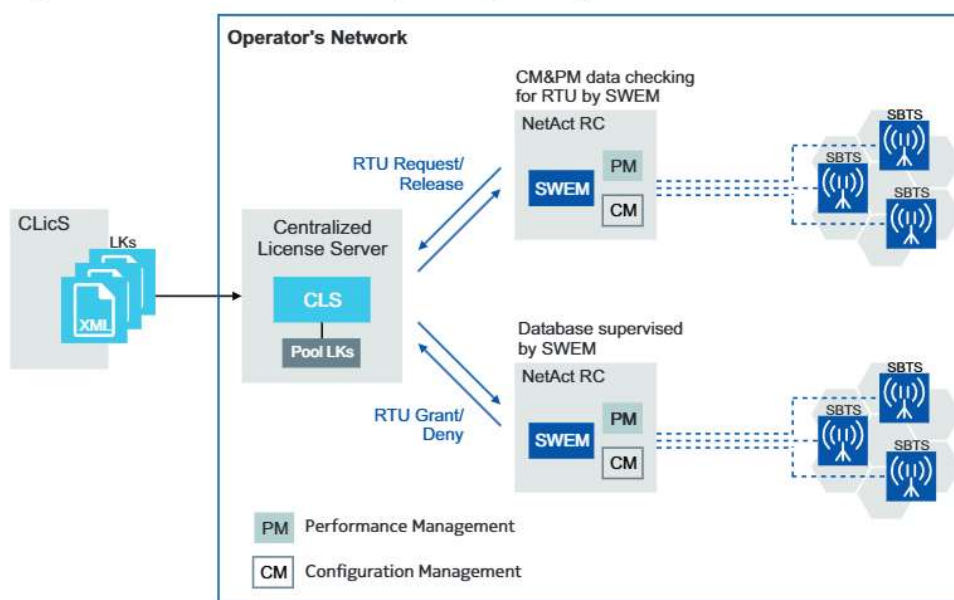 Operator's Network
CM&PM data checking
for RTU by SWEM
NetAct RC
PM
SWEM
CM
SBTS
SBTS
SBTS
RTU Request/
Release
CLicS
LKs
XML
Centralized
License Server
CLS
Pool LKs
Database supervised
by SWEM
NetAct RC
PM
SWEM
CM
SBTS
SBTS
SBTS
RTU Grant/
Deny
PM Performance Management
CM Configuration Management